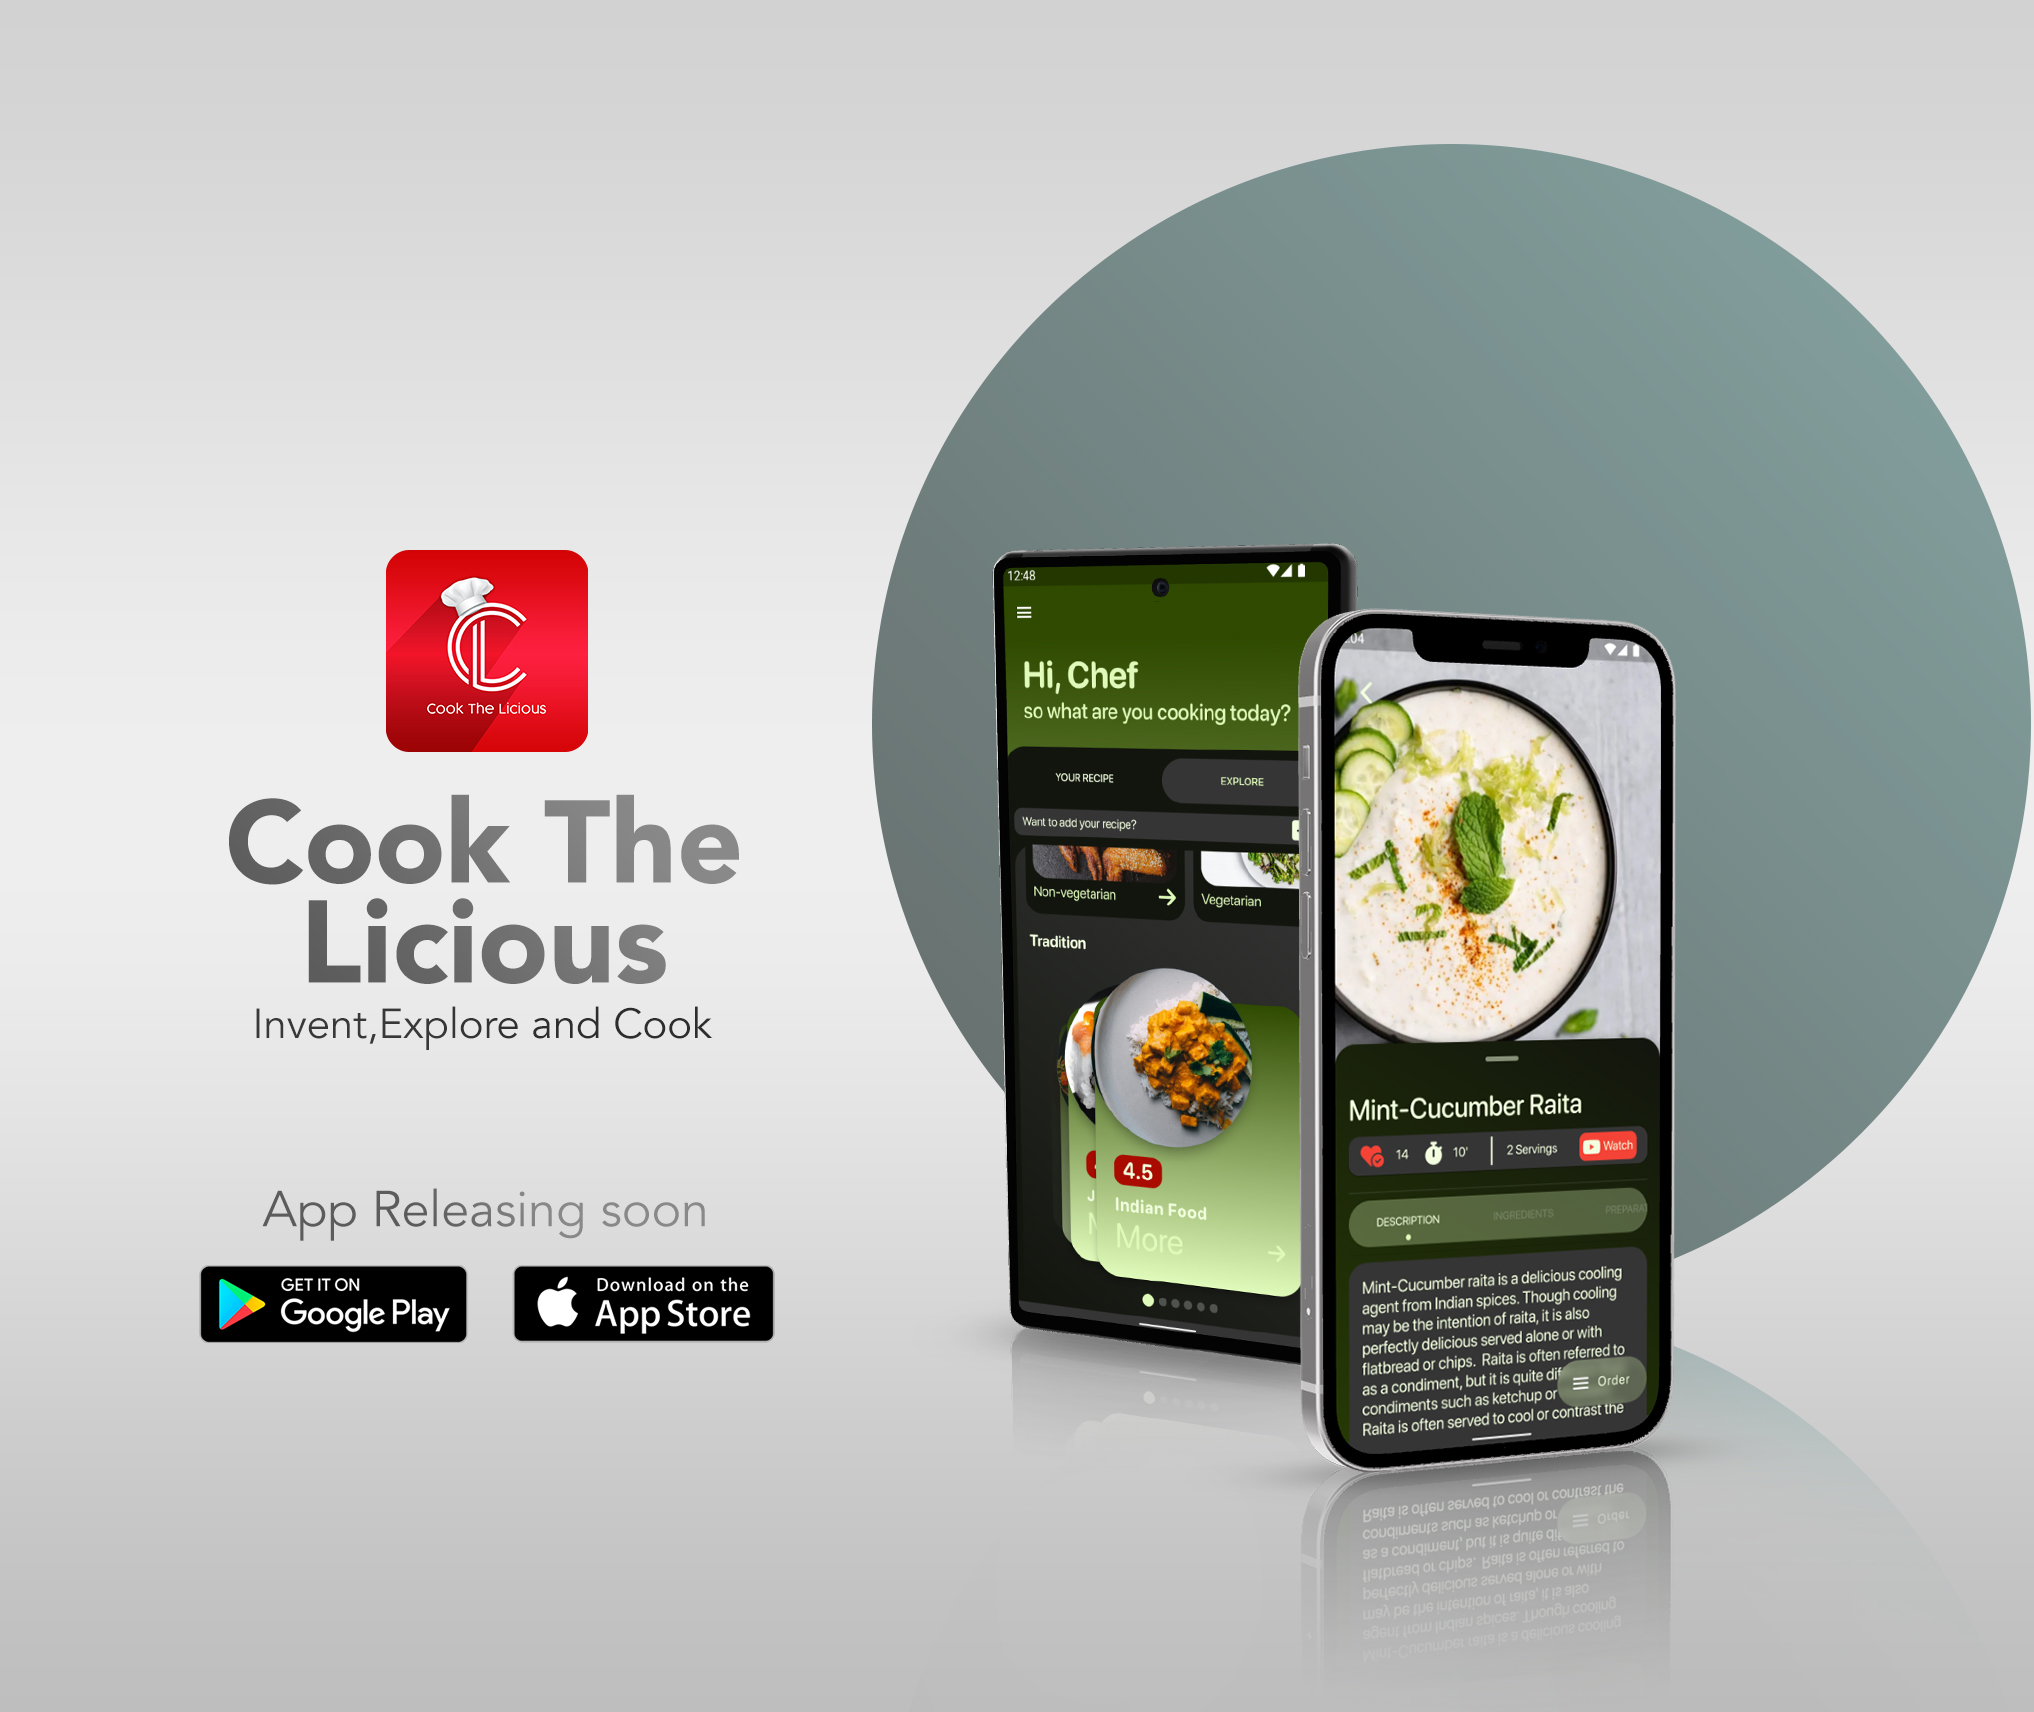 Cook The Licious
Cook The
Licious
Invent,Explore and Cook
App Releasing soon
GET IT ON
Google Play
Download on the
App Store
12:48
Hi, Chef
so what are you cooking today?
YOUR RECIPE
EXPLORE
Want to add your recipe?
Non-vegetarian
Vegetarian
Tradition
4.5
Indian Food
More
:04
Mint-Cucumber Raita
14
10'
2 Servings
Watch
DESCRIPTION
INGREDIENTS
PREPARAT
Mint-Cucumber raita is a delicious cooling
agent from Indian spices. Though cooling
may be the intention of raita, it is also
perfectly delicious served alone or with
flatbread or chips. Raita is often referred to
as a condiment, but it is quite dif
condiments such as ketchup or
Raita is often served to cool or contrast the
Order